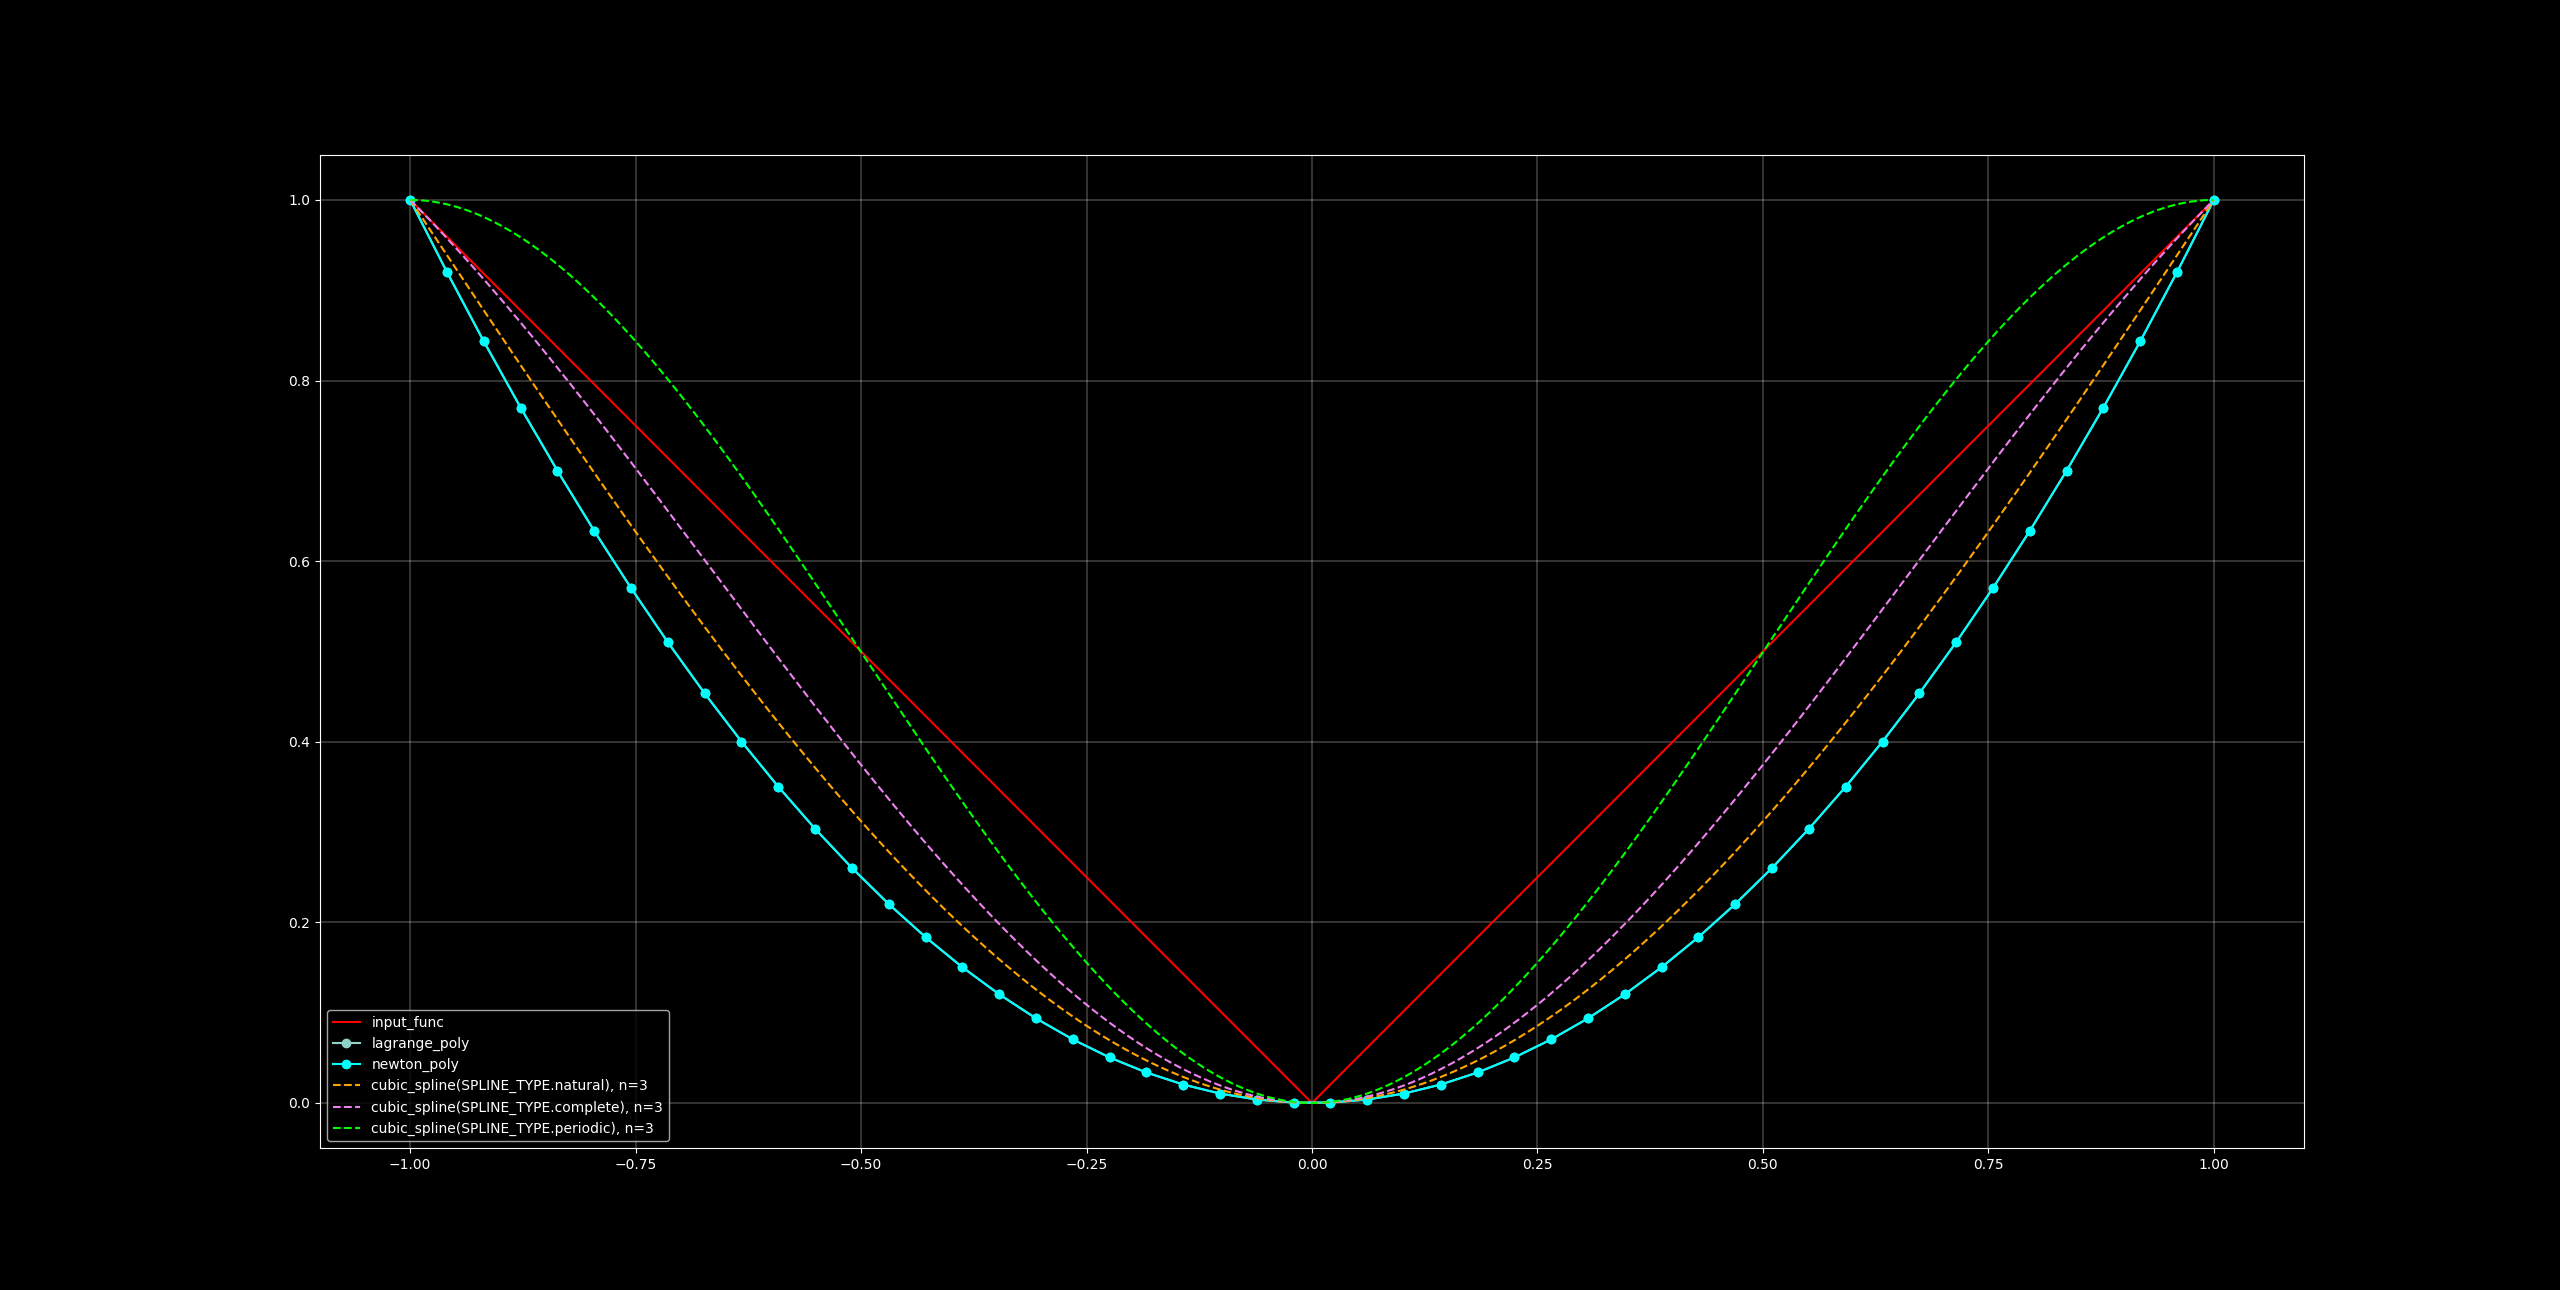 1.0
0.8
0.6
0.4
0.2
0.0
input_func
lagrange_poly
newton_poly
cubic_spline(SPLINE_TYPE.natural), n=3
cubic_spline(SPLINE_TYPE.complete), n=3
cubic_spline(SPLINE_TYPE.periodic), n=3
−1.00 −0.75 −0.50 −0.25 0.00 0.25 0.50 0.75 1.00